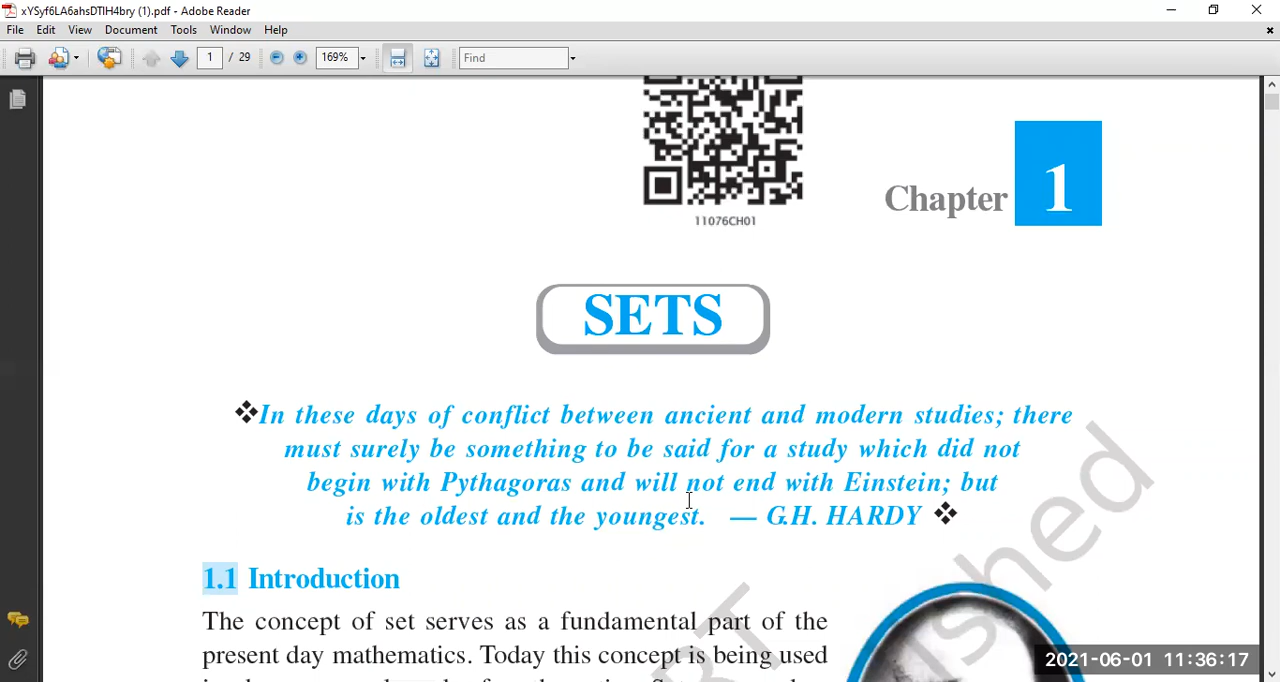 xYSyf6LA6ahsDTlH4bry (1).pdf - Adobe Reader
File Edit View Document Tools Window Help
1 / 29 169% Find
11076CH01
Chapter 1
SETS
❖In these days of conflict between ancient and modern studies; there
must surely be something to be said for a study which did not
begin with Pythagoras and will not end with Einstein; but
is the oldest and the youngest. — G.H. HARDY ❖
1.1 Introduction
The concept of set serves as a fundamental part of the
present day mathematics. Today this concept is being used
2021-06-01 11:36:17